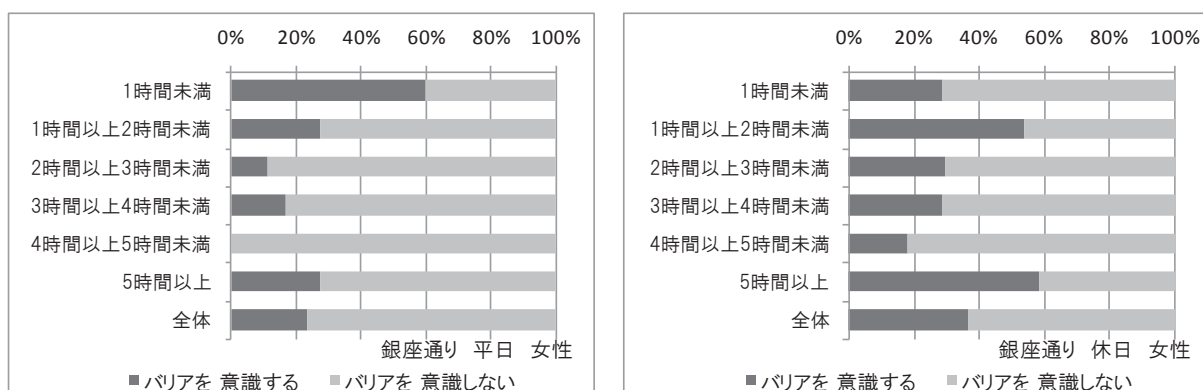 0% 20% 40% 60% 80% 100%
1時間未満
1時間以上2時間未満
2時間以上3時間未満
3時間以上4時間未満
4時間以上5時間未満
5時間以上
全体
銀座通り 平日 女性
■バリアを 意識する ■バリアを 意識しない
0% 20% 40% 60% 80% 100%
1時間未満
1時間以上2時間未満
2時間以上3時間未満
3時間以上4時間未満
4時間以上5時間未満
5時間以上
全体
銀座通り 休日 女性
■バリアを 意識する ■バリアを 意識しない